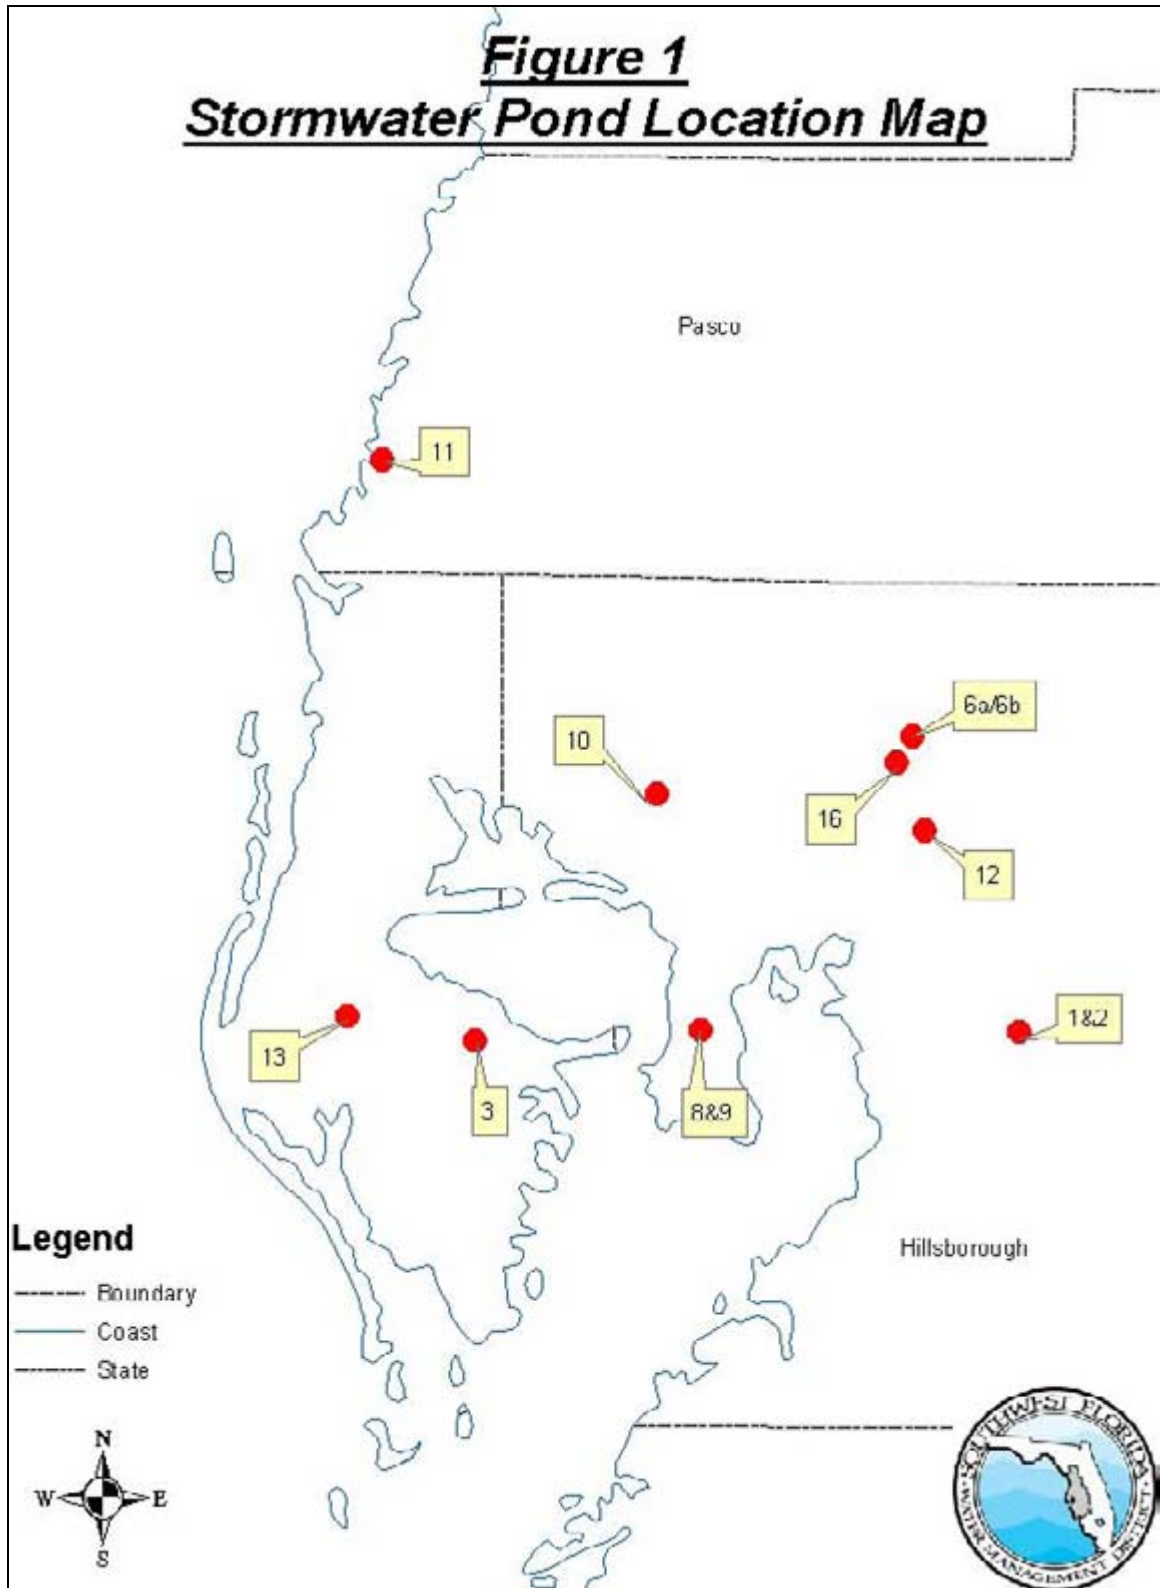 Figure 1
Stormwater Pond Location Map
Pasco
11
6a/6b
10
16
12
1&2
13
3
8&9
Legend
Hillsborough
Boundary
Coast
State
N
W E
S
SOUTHWEST FLORIDA
WATER MANAGEMENT DISTRICT